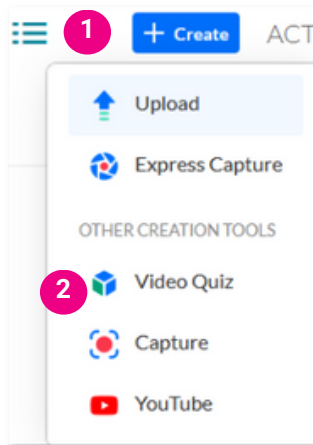 1 + Create ACT
Upload
Express Capture
OTHER CREATION TOOLS
2 Video Quiz
Capture
YouTube